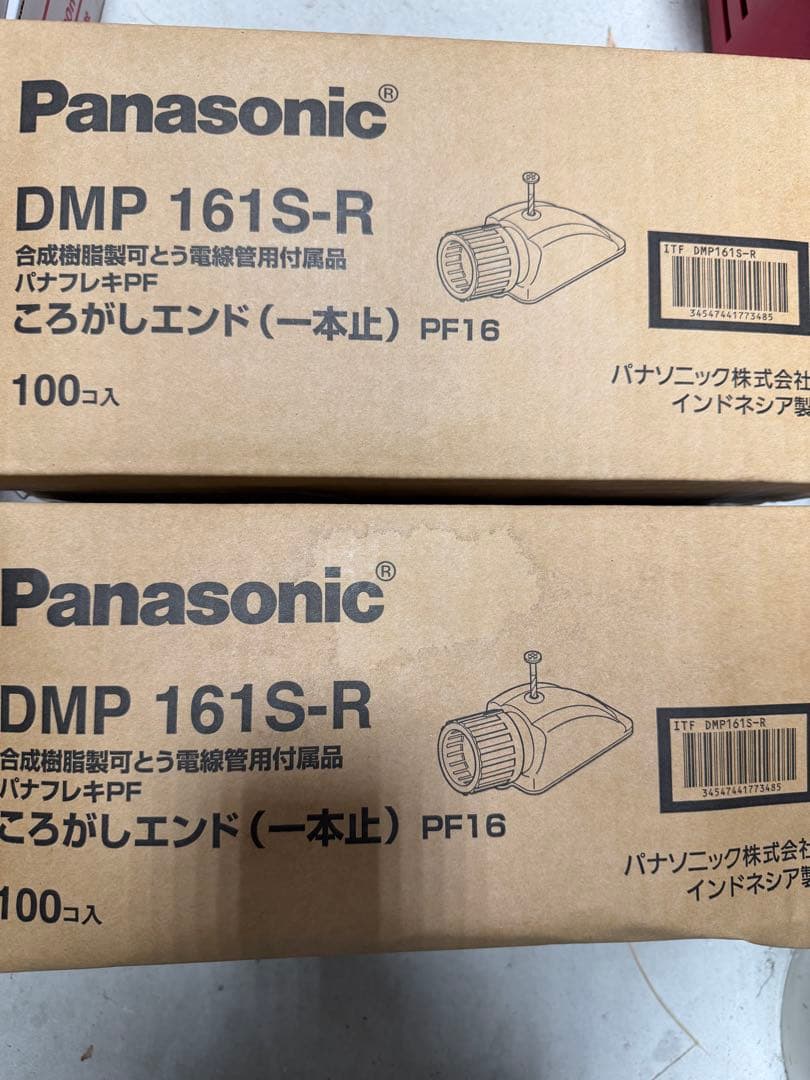 Panasonic®
DMP 161S-R
合成樹脂製可とう電線管用付属品
パナフレキPF
ころがしエンド(一本止) PF16
100コ入
ITF DMP161S-R
34547441773485
パナソニック株式会社
インドネシア製
Panasonic®
DMP 161S-R
合成樹脂製可とう電線管用付属品
パナフレキPF
ころがしエンド(一本止) PF16
100コ入
ITF DMP161S-R
34547441773485
パナソニック株式会社
インドネシア製